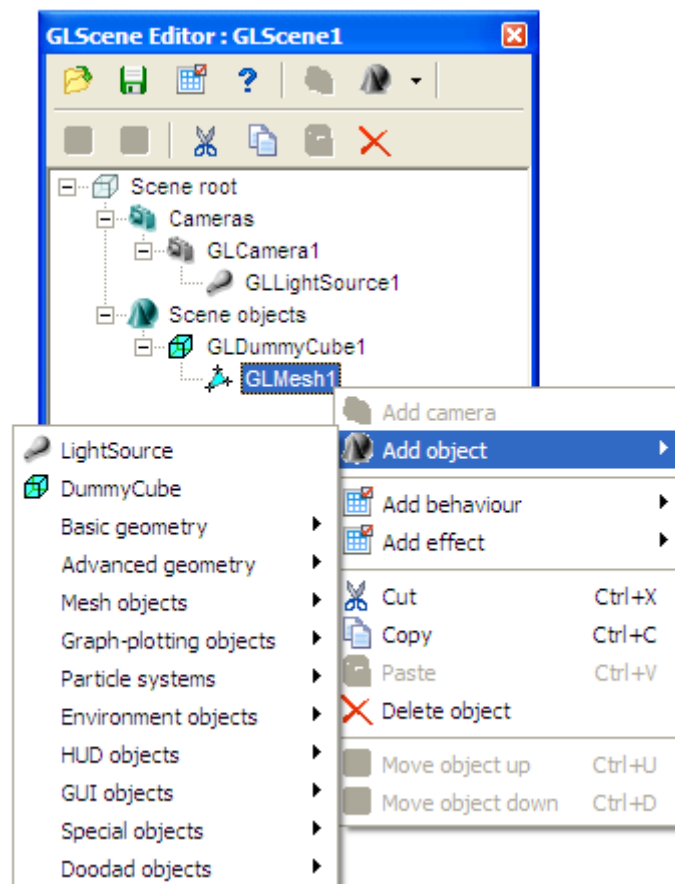 GLScene Editor : GLScene1
?
Scene root
Cameras
GLCamera1
GLLightSource1
Scene objects
GLDummyCube1
GLMesh1
Add camera
Add object
Add behaviour
Add effect
Cut Ctrl+X
Copy Ctrl+C
Paste Ctrl+V
Delete object
Move object up Ctrl+U
Move object down Ctrl+D
LightSource
DummyCube
Basic geometry
Advanced geometry
Mesh objects
Graph-plotting objects
Particle systems
Environment objects
HUD objects
GUI objects
Special objects
Doodad objects